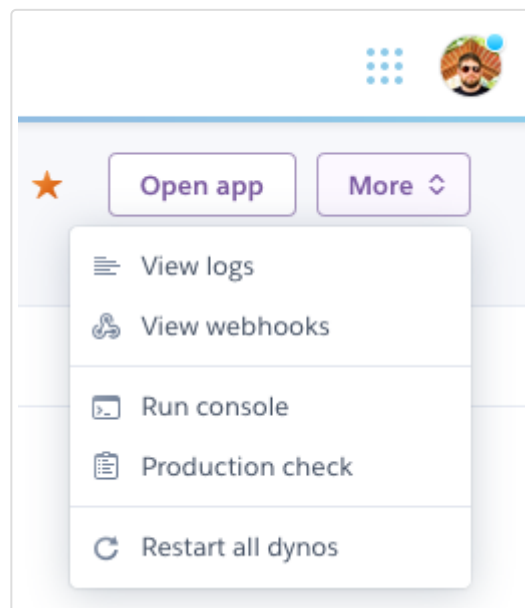 Open app
More
View logs
View webhooks
Run console
Production check
Restart all dynos